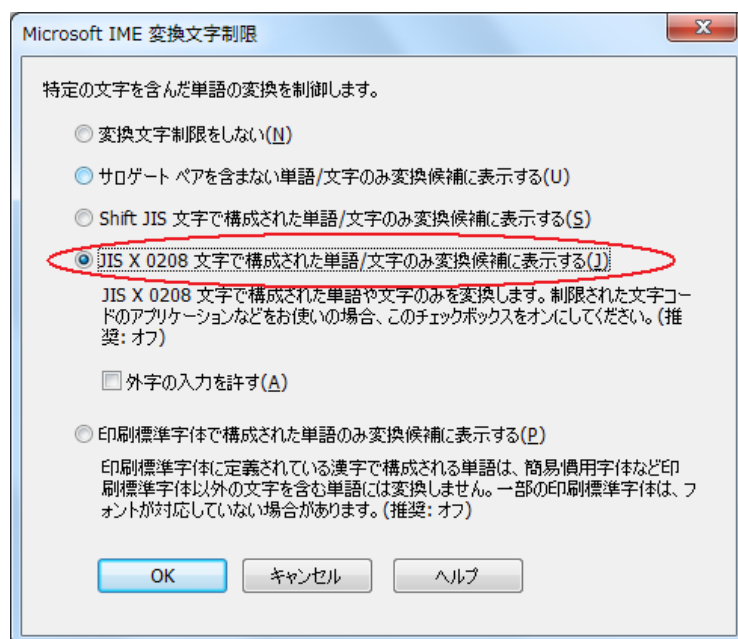 Microsoft IME 変換文字制限
特定の文字を含んだ単語の変換を制御します。
変換文字制限をしない(N)
サロゲート ペアを含まない単語/文字のみ変換候補に表示する(U)
Shift JIS 文字で構成された単語/文字のみ変換候補に表示する(S)
JIS X 0208 文字で構成された単語/文字のみ変換候補に表示する(J)
JIS X 0208 文字で構成された単語や文字のみを変換します。制限された文字コー
ドのアプリケーションなどをお使いの場合、このチェックボックスをオンにしてください。(推
奨: オフ)
外字の入力を許す(A)
印刷標準字体で構成された単語のみ変換候補に表示する(P)
印刷標準字体に定義されている漢字で構成される単語は、簡易慣用字体など印
刷標準字体以外の文字を含む単語には変換しません。一部の印刷標準字体は、フ
ォントが対応していない場合があります。(推奨: オフ)
OK キャンセル ヘルプ